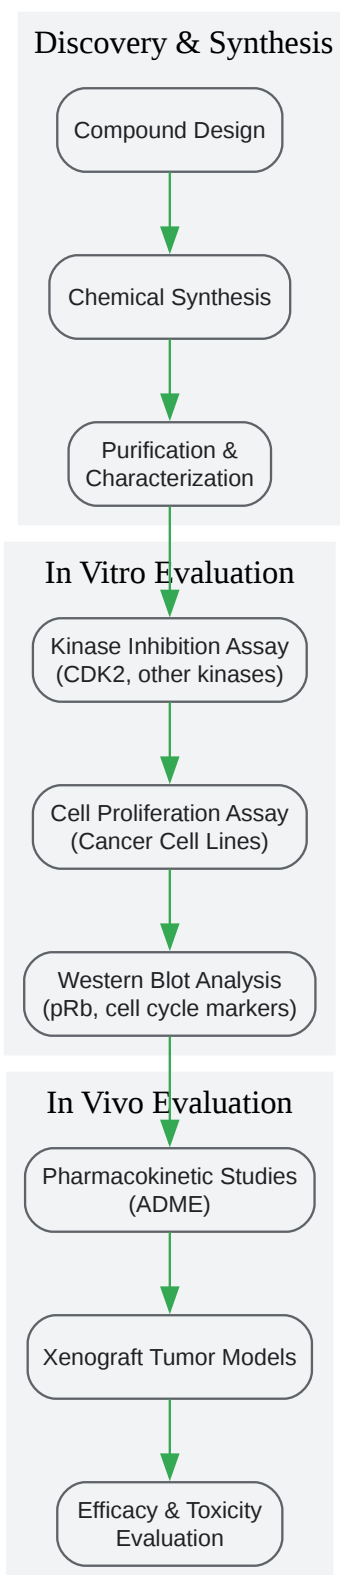 Discovery & Synthesis
Compound Design
Chemical Synthesis
Purification &
Characterization
In Vitro Evaluation
Kinase Inhibition Assay
(CDK2, other kinases)
Cell Proliferation Assay
(Cancer Cell Lines)
Western Blot Analysis
(pRb, cell cycle markers)
In Vivo Evaluation
Pharmacokinetic Studies
(ADME)
Xenograft Tumor Models
Efficacy & Toxicity
Evaluation